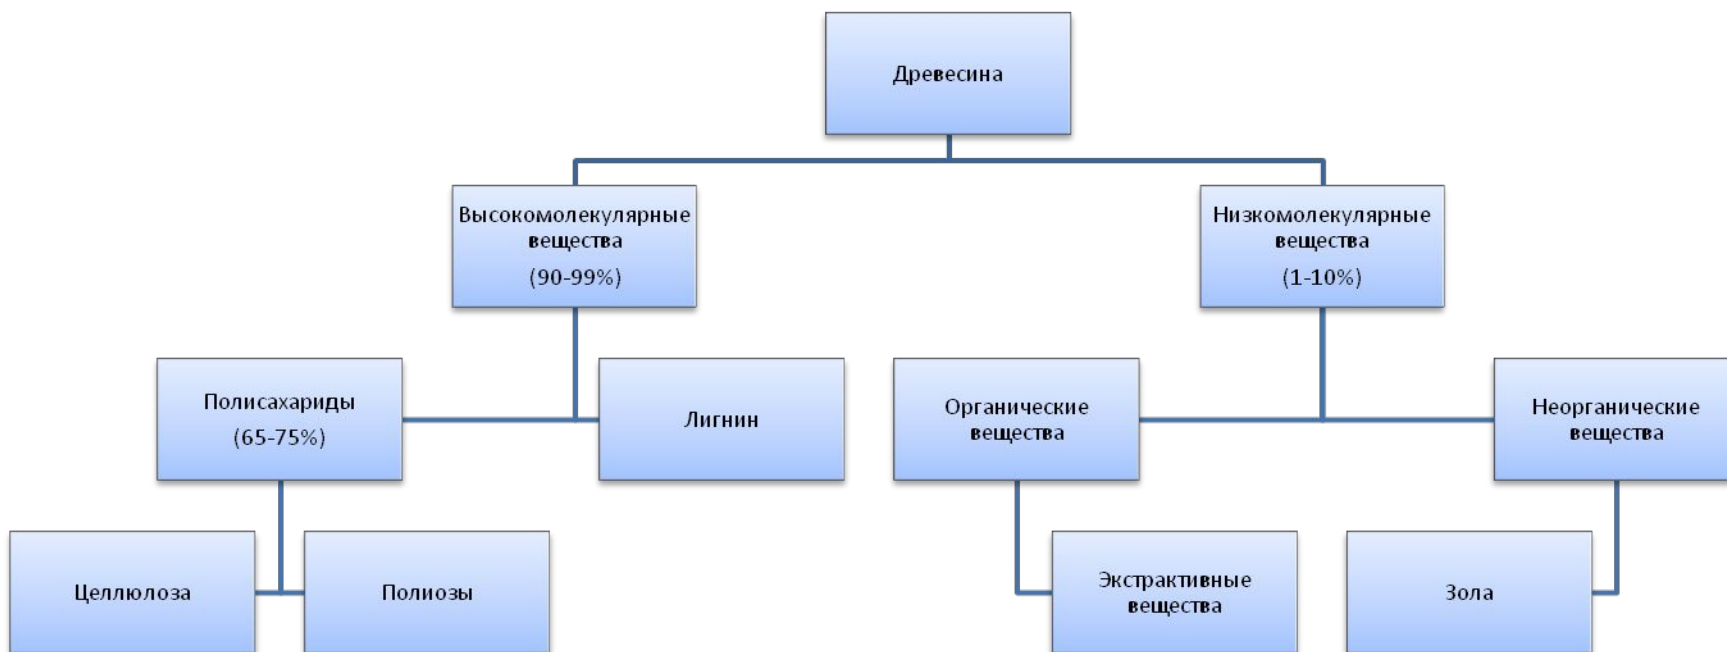 Древесина
Высокомолекулярные
вещества
(90-99%)
Низкомолекулярные
вещества
(1-10%)
Полисахариды
(65-75%)
Лигнин
Органические
вещества
Неорганические
вещества
Целлюлоза
Полиозы
Экстрактивные
вещества
Зола